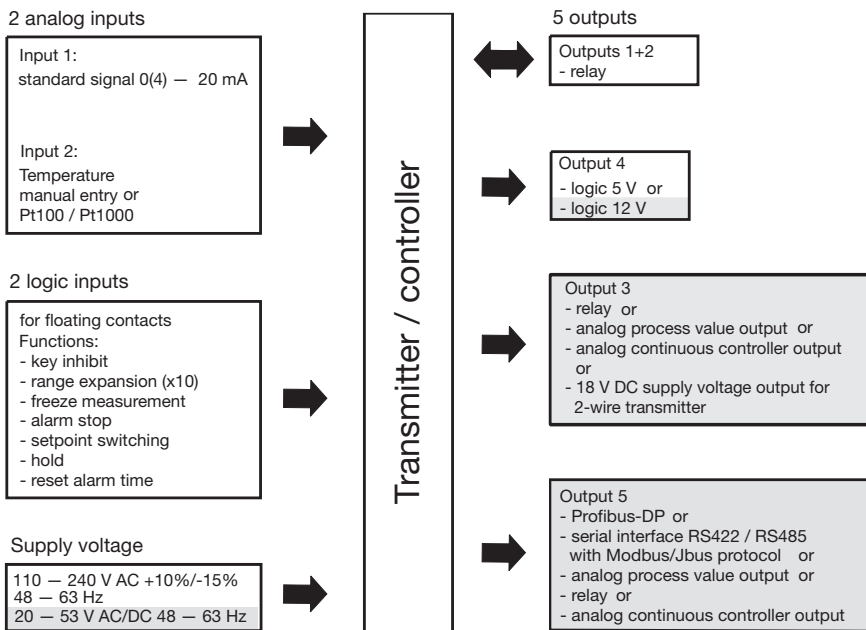 2 analog inputs
Input 1:
standard signal 0(4) — 20 mA
Input 2:
Temperature
manual entry or
Pt100 / Pt1000
2 logic inputs
for floating contacts
Functions:
- key inhibit
- range expansion (x10)
- freeze measurement
- alarm stop
- setpoint switching
- hold
- reset alarm time
Supply voltage
110 — 240 V AC +10%/-15%
48 — 63 Hz
20 — 53 V AC/DC 48 — 63 Hz
Transmitter / controller
5 outputs
Outputs 1+2
- relay
Output 4
- logic 5 V or
- logic 12 V
Output 3
- relay or
- analog process value output or
- analog continuous controller output
or
- 18 V DC supply voltage output for
2-wire transmitter
Output 5
- Profibus-DP or
- serial interface RS422 / RS485
with Modbus/Jbus protocol or
- analog process value output or
- relay or
- analog continuous controller output